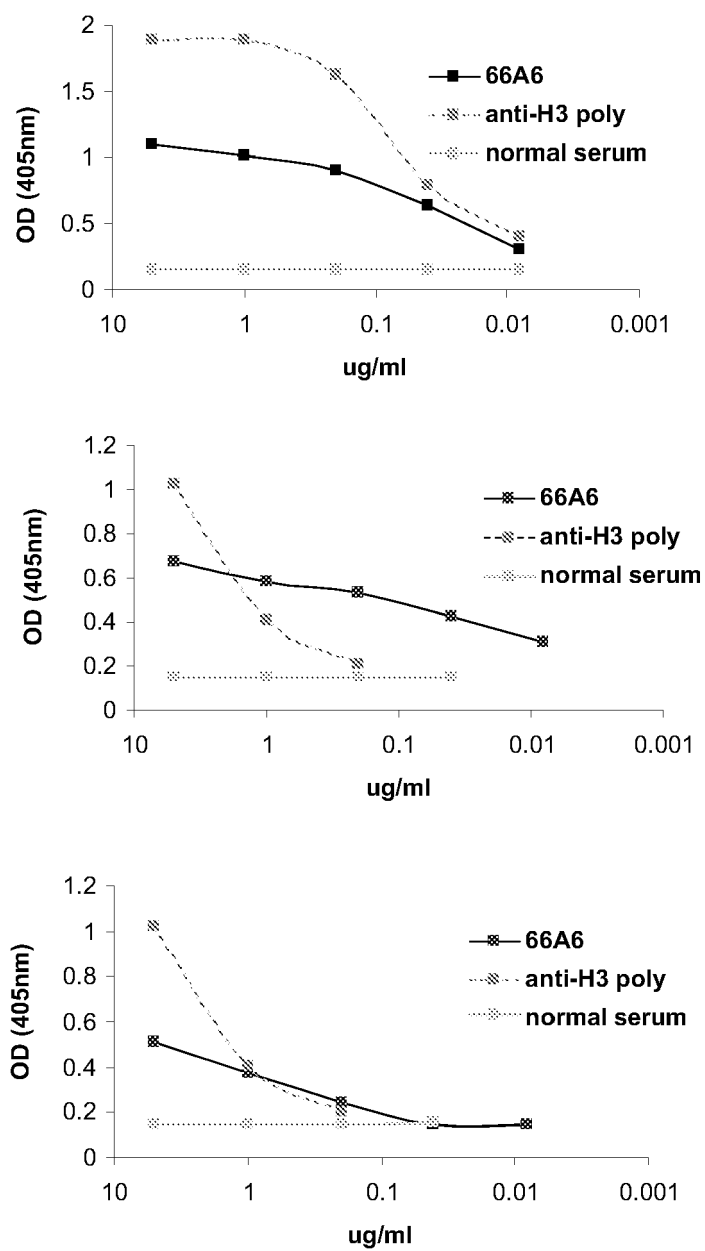 2
1.5
1
0.5
0
OD (405nm)
10 1 0.1 0.01 0.001
ug/ml
66A6
anti-H3 poly
normal serum
1.2
1
0.8
0.6
0.4
0.2
0
OD (405nm)
10 1 0.1 0.01 0.001
ug/ml
66A6
anti-H3 poly
normal serum
1.2
1
0.8
0.6
0.4
0.2
0
OD (405nm)
10 1 0.1 0.01 0.001
ug/ml
66A6
anti-H3 poly
normal serum